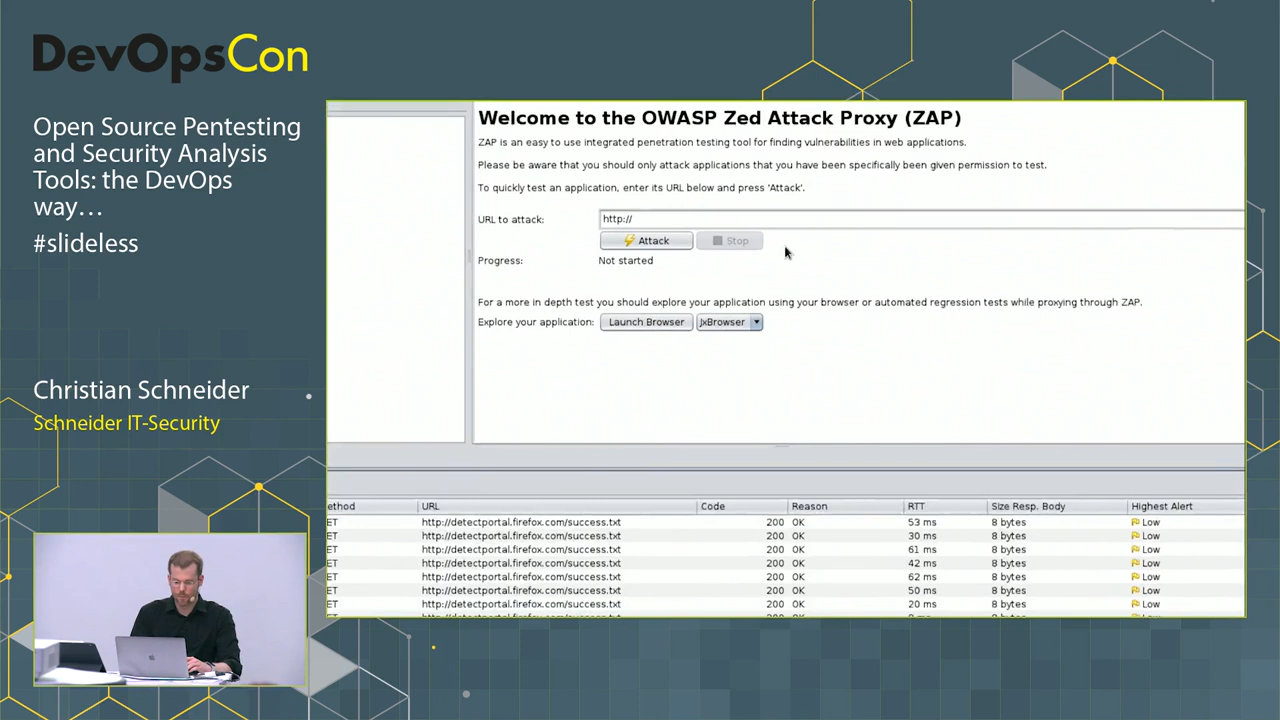 DevOpsCon
Open Source Pentesting
and Security Analysis
Tools: the DevOps
way…
#slideless
Christian Schneider
Schneider IT-Security
Welcome to the OWASP Zed Attack Proxy (ZAP)
ZAP is an easy to use integrated penetration testing tool for finding vulnerabilities in web applications.
Please be aware that you should only attack applications that you have been specifically been given permission to test.
To quickly test an application, enter its URL below and press 'Attack'.
URL to attack: http://
Attack Stop
Progress: Not started
For a more in depth test you should explore your application using your browser or automated regression tests while proxying through ZAP.
Explore your application: Launch Browser JxBrowser
ethod URL Code Reason RTT Size Resp. Body Highest Alert
ET http://detectportal.firefox.com/success.txt 200 OK 53 ms 8 bytes Low
ET http://detectportal.firefox.com/success.txt 200 OK 30 ms 8 bytes Low
ET http://detectportal.firefox.com/success.txt 200 OK 61 ms 8 bytes Low
ET http://detectportal.firefox.com/success.txt 200 OK 42 ms 8 bytes Low
ET http://detectportal.firefox.com/success.txt 200 OK 62 ms 8 bytes Low
ET http://detectportal.firefox.com/success.txt 200 OK 50 ms 8 bytes Low
ET http://detectportal.firefox.com/success.txt 200 OK 20 ms 8 bytes Low